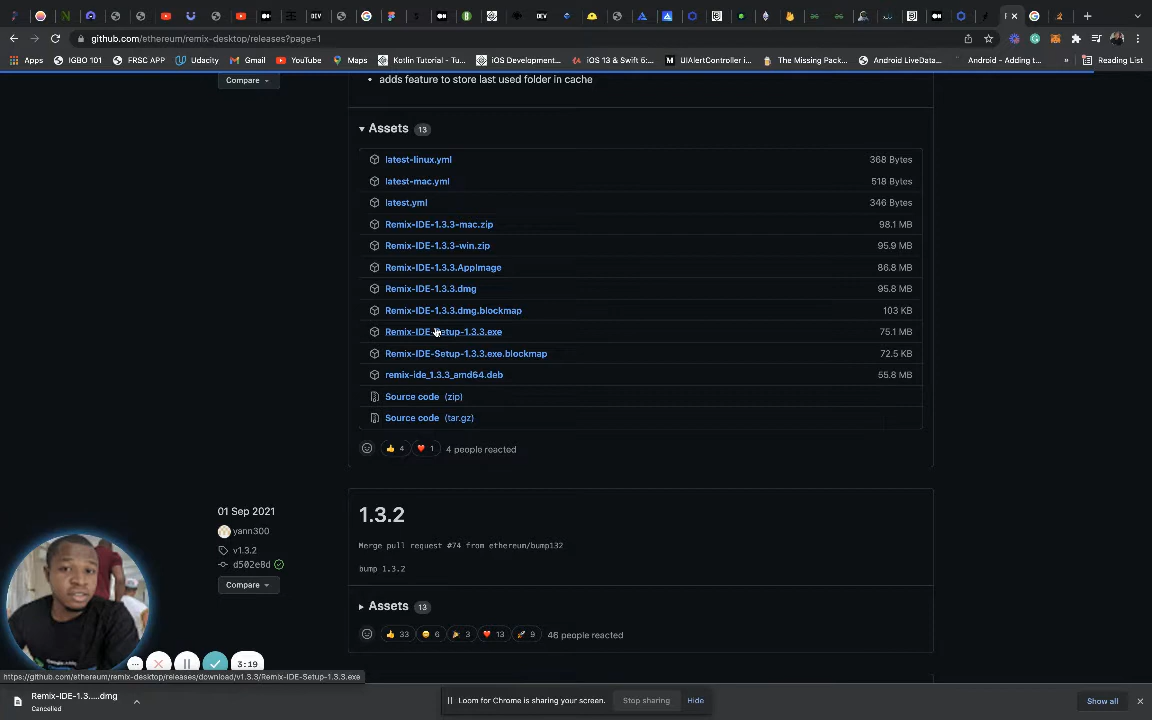 DEV
DEV
github.com/ethereum/remix-desktop/releases?page=1
Apps IGBO 101 FRSC APP Udacity Gmail YouTube Maps Kotlin Tutorial - Tu... iOS Development... iOS 13 & Swift 5:... UIAlertController i... The Missing Pack... Android LiveData... Android - Adding t... » Reading List
Compare
adds feature to store last used folder in cache
Assets 13
latest-linux.yml 368 Bytes
latest-mac.yml 518 Bytes
latest.yml 346 Bytes
Remix-IDE-1.3.3-mac.zip 98.1 MB
Remix-IDE-1.3.3-win.zip 95.9 MB
Remix-IDE-1.3.3.AppImage 86.8 MB
Remix-IDE-1.3.3.dmg 95.8 MB
Remix-IDE-1.3.3.dmg.blockmap 103 KB
Remix-IDE-Setup-1.3.3.exe 75.1 MB
Remix-IDE-Setup-1.3.3.exe.blockmap 72.5 KB
remix-ide_1.3.3_amd64.deb 55.8 MB
Source code (zip)
Source code (tar.gz)
4 1 4 people reacted
01 Sep 2021
yann300
v1.3.2
d502e8d
Compare
1.3.2
Merge pull request #74 from ethereum/bump132
bump 1.3.2
Assets 13
33 6 3 13 9 46 people reacted
3:19
https://github.com/ethereum/remix-desktop/releases/download/v1.3.3/Remix-IDE-Setup-1.3.3.exe
Remix-IDE-1.3.....dmg
Cancelled
Loom for Chrome is sharing your screen. Stop sharing Hide
Show all